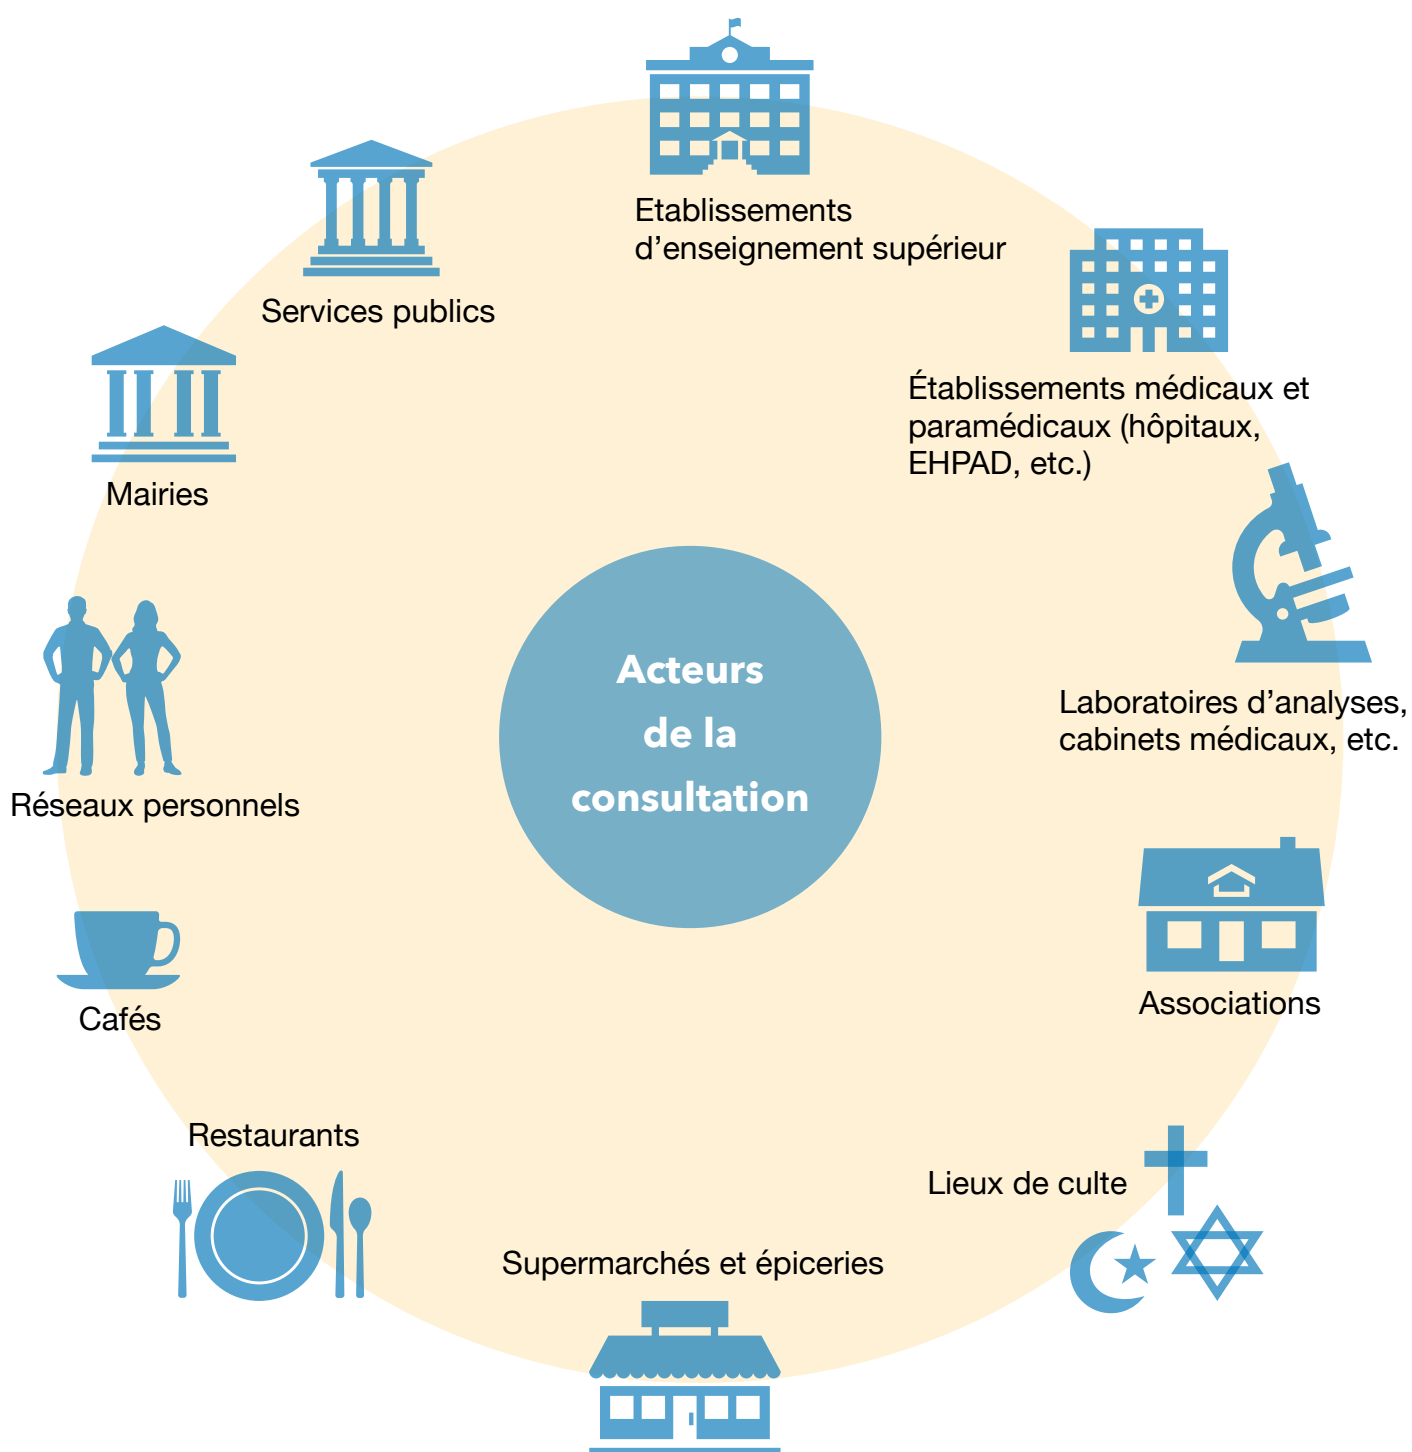 Etablissements
d’enseignement supérieur
Services publics
Établissements médicaux et
paramédicaux (hôpitaux,
EHPAD, etc.)
Mairies
Acteurs
de la
consultation
Laboratoires d’analyses,
cabinets médicaux, etc.
Réseaux personnels
Associations
Cafés
Restaurants
Lieux de culte
Supermarchés et épiceries